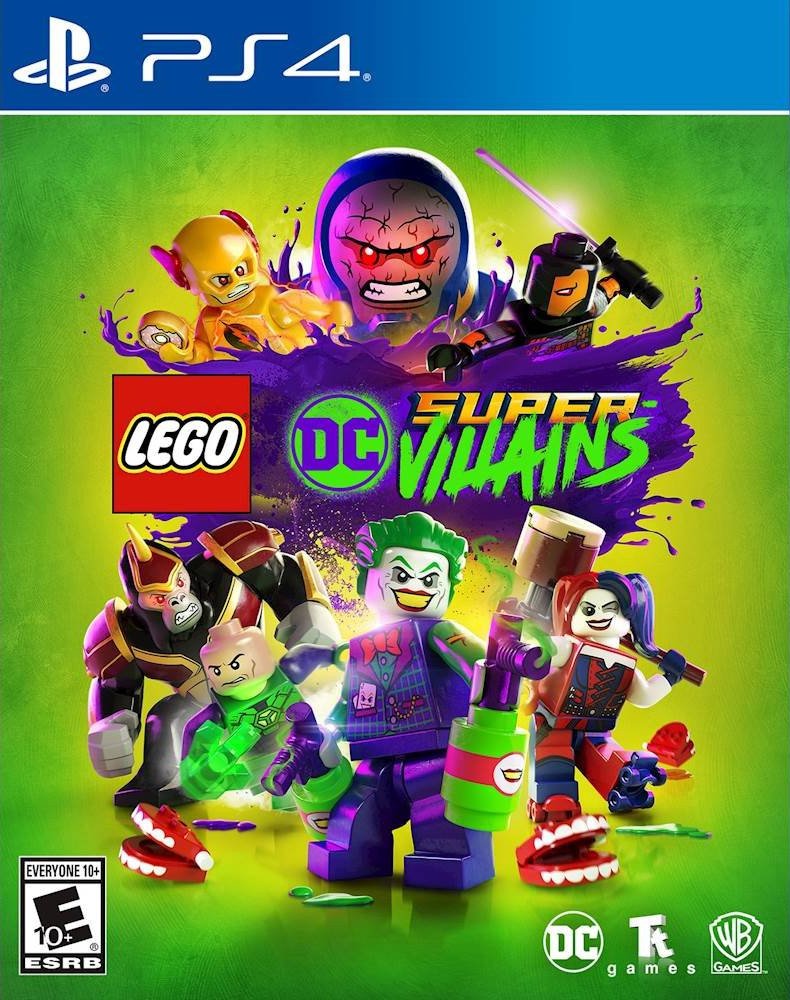 PS4
LEGO
DC
SUPER-
VILLAINS
EVERYONE 10+
E
10+
ESRB
DC
Tt
games
WB
GAMES